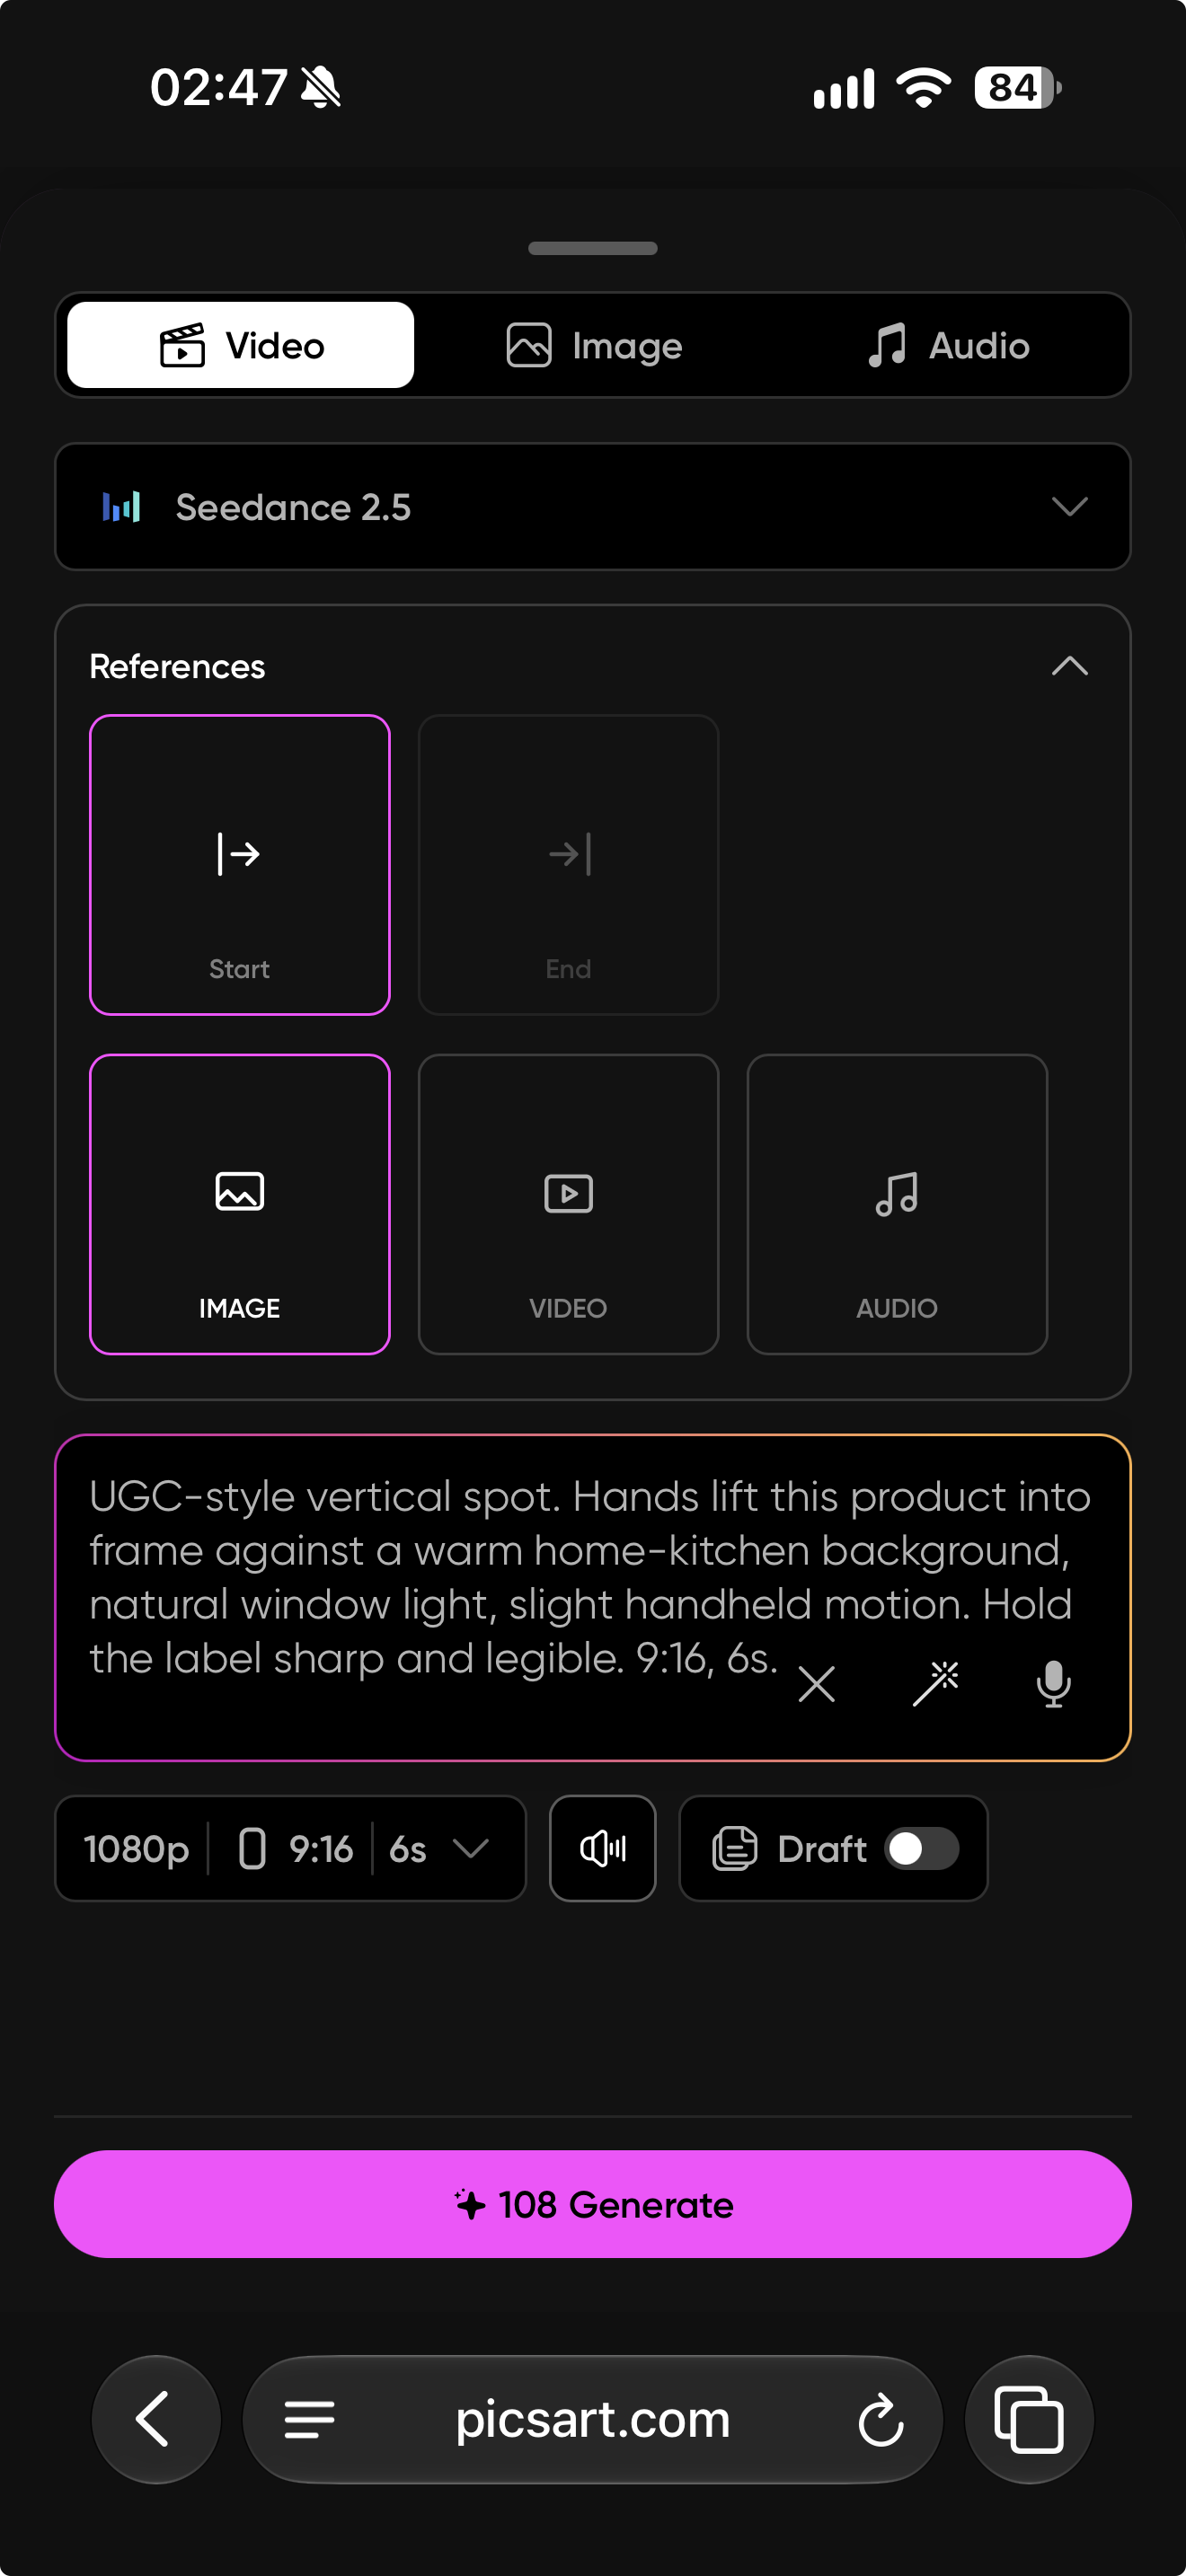 02:47
84
Video
Image
Audio
Seedance 2.5
References
Start
End
IMAGE
VIDEO
AUDIO
UGC-style vertical spot. Hands lift this product into
frame against a warm home-kitchen background,
natural window light, slight handheld motion. Hold
the label sharp and legible. 9:16, 6s.
1080p
9:16
6s
Draft
108 Generate
picsart.com